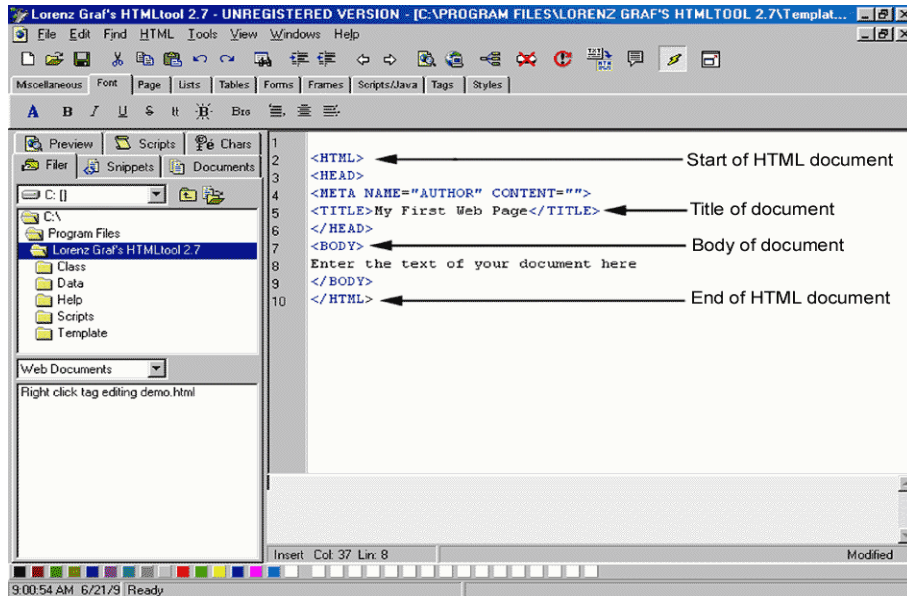 Lorenz Graf's HTMLtool 2.7 - UNREGISTERED VERSION - [C:\PROGRAM FILES\LORENZ GRAF'S HTMLTOOL 2.7\Templat...
File Edit Find HTML Tools View Windows Help
Miscellaneous Font Page Lists Tables Forms Frames Scripts/Java Tags Styles
A B I U S tt B Big
Preview Scripts Pé Chars
Filer Snippets Documents
C: []
C:\
Program Files
Lorenz Graf's HTMLtool 2.7
Class
Data
Help
Scripts
Template
Web Documents
Right click tag editing demo.html
1
2 <HTML> Start of HTML document
3 <HEAD>
4 <META NAME="AUTHOR" CONTENT="">
5 <TITLE>My First Web Page</TITLE> Title of document
6 </HEAD>
7 <BODY> Body of document
8 Enter the text of your document here
9 </BODY>
10 </HTML> End of HTML document
Insert Col: 37 Lin: 8 Modified
9:00:54 AM 6/21/9 Ready